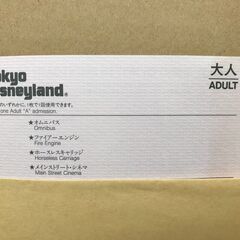 okyo
isneyland®
大人
ADULT
のいずれかに、1枚で1回使用できます。
one Adult "A" admission.
★オムニバス
Omnibus
★ファイアーエンジン
Fire Engine
★ホースレスキャリッジ
Horseless Carriage
★メインストリート・シネマ
Main Street Cinema